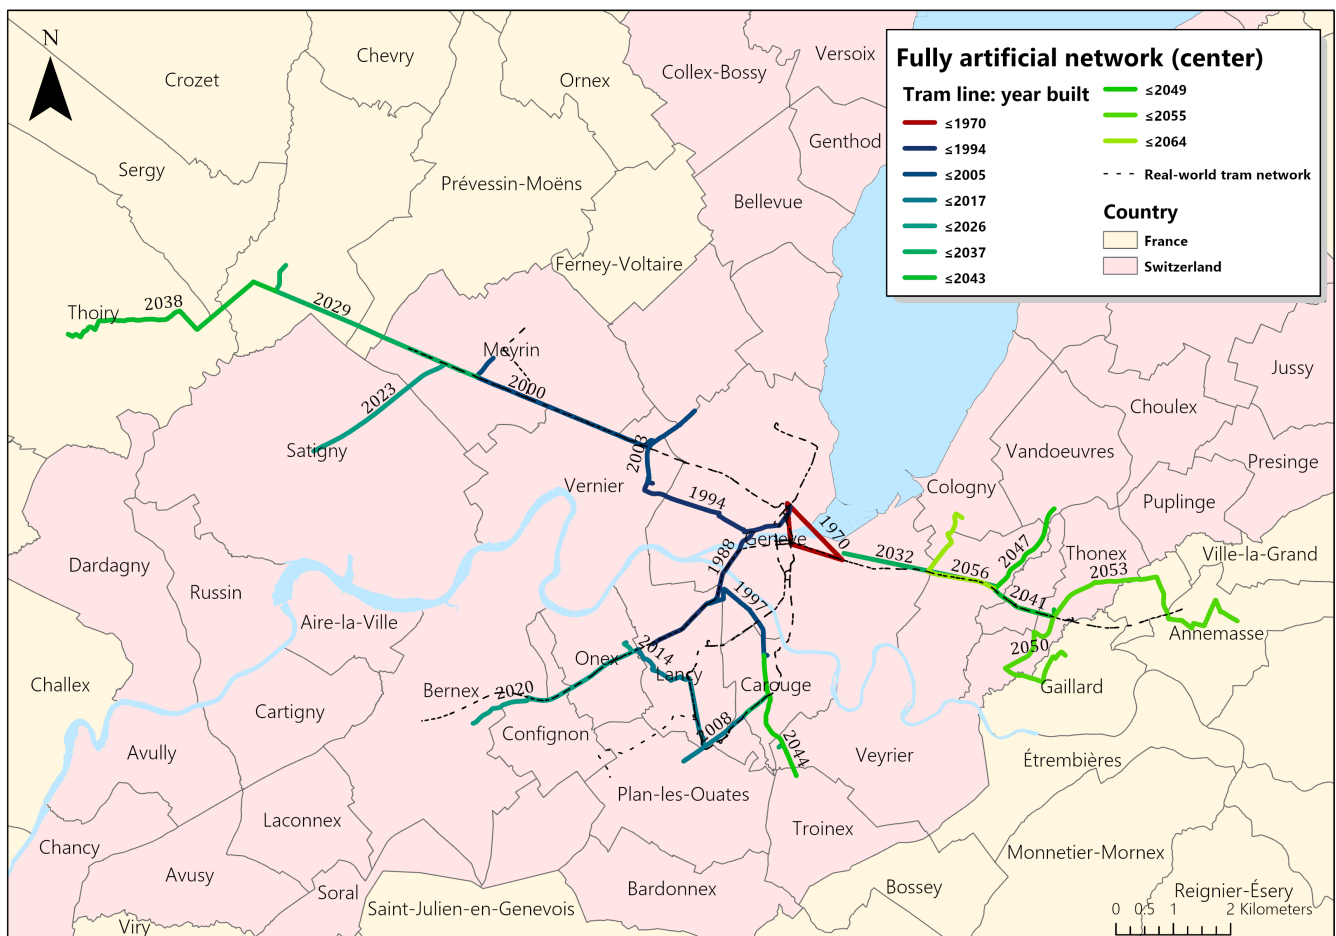 N
Crozet
Chevry
Ornex
Collex-Bossy
Versoix
Sergy
Prévessin-Moëns
Genthod
Bellevue
Ferney-Voltaire
Fully artificial network (center)
Tram line: year built
≤1970
≤1994
≤2005
≤2017
≤2026
≤2037
≤2043
≤2049
≤2055
≤2064
Real-world tram network
Country
France
Switzerland
Thoiry
2038
2029
Meyrin
2000
2023
Satigny
2003
Vernier
1994
Jussy
Choulex
Vandoeuvres
Presinge
Cologny
Puplinge
1970
Genève
1988
2032
2056
2047
Thonex
2053
Ville-la-Grand
2041
Annemasse
2050
Gaillard
Dardagny
Russin
Aire-la-Ville
1997
2014
Onex
Lancy
Carouge
Challex
Bernex
2020
Cartigny
Confignon
2008
2044
Avully
Veyrier
Étrembières
Plan-les-Ouates
Laconnex
Troinex
Chancy
Monnetier-Mornex
Avusy
Soral
Bardonnex
Bossey
Reignier-Ésery
Saint-Julien-en-Genevois
Viry
0 0.5 1 2 Kilometers